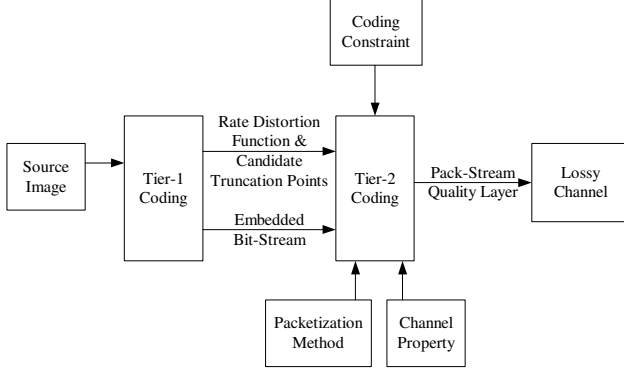 Coding
Constraint
Source
Image
Tier-1
Coding
Rate Distortion
Function &
Candidate
Truncation Points
Embedded
Bit-Stream
Tier-2
Coding
Pack-Stream
Quality Layer
Lossy
Channel
Packetization
Method
Channel
Property